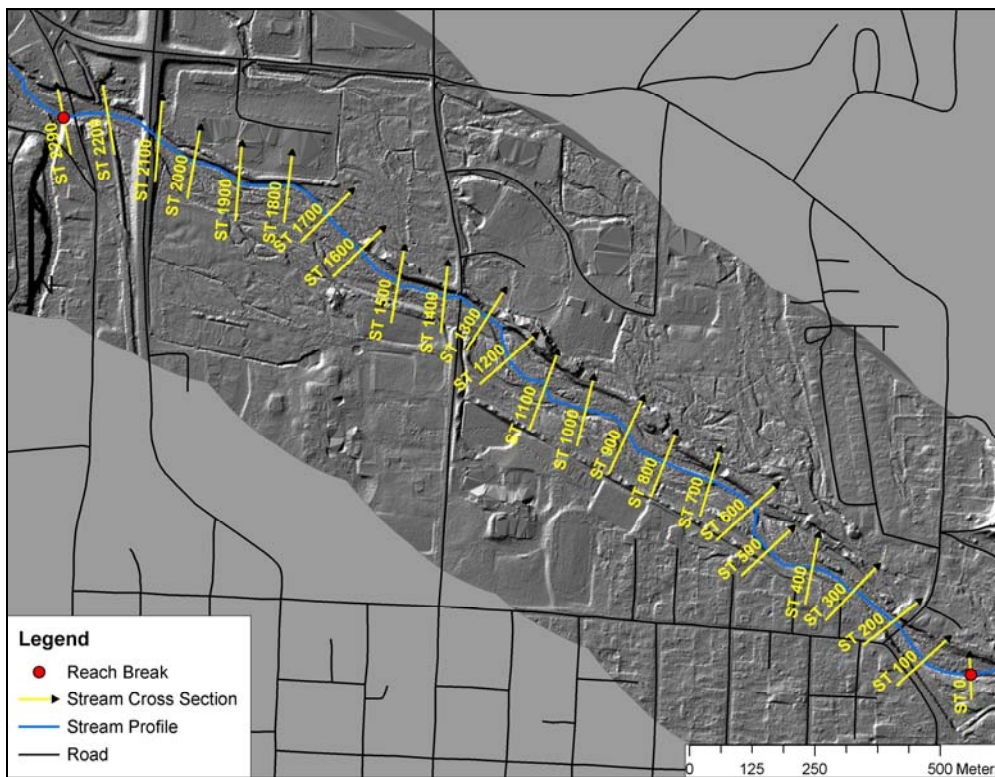 ST 2290
ST 2200
ST 2100
ST 2000
ST 1900
ST 1800
ST 1700
ST 1600
ST 1500
ST 1400
ST 1300
ST 1200
ST 1100
ST 1000
ST 900
ST 800
ST 700
ST 600
ST 500
ST 400
ST 300
ST 200
ST 100
ST 0
Legend
Reach Break
Stream Cross Section
Stream Profile
Road
0 125 250 500 Meter